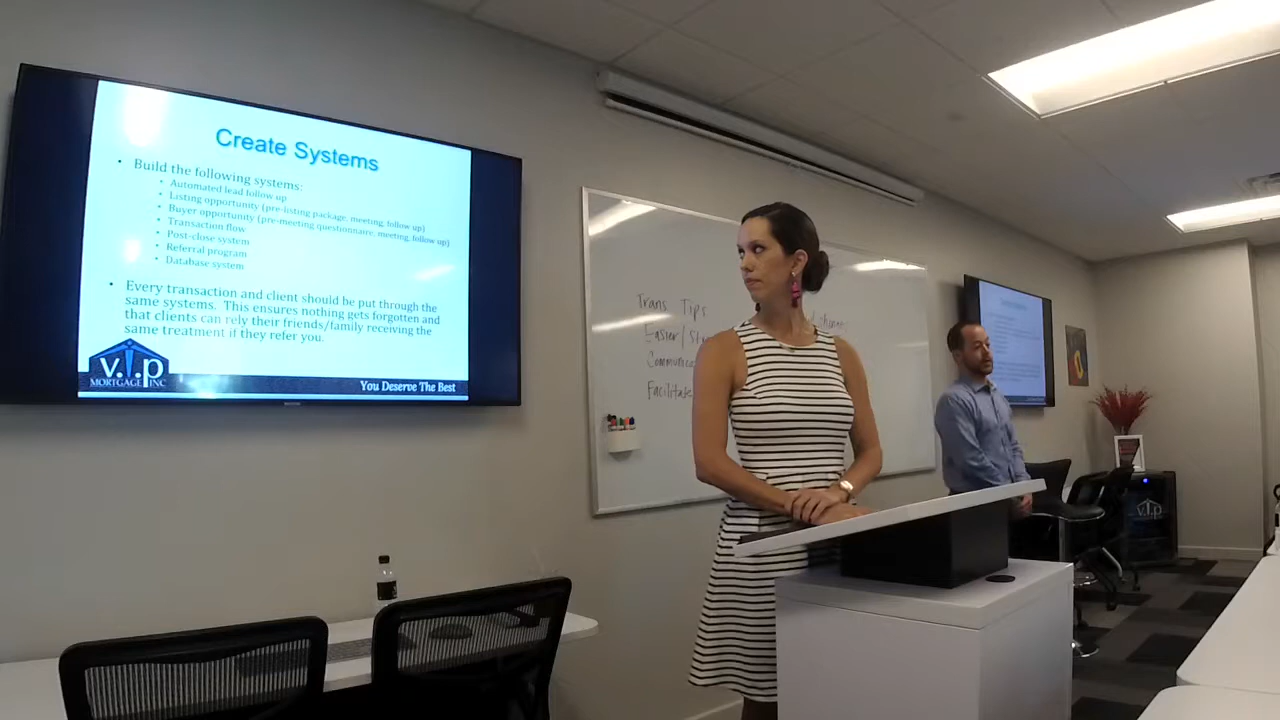 Create Systems
• Build the following systems:
• Automated lead follow up
• Listing opportunity (pre-listing package, meeting, follow up)
• Buyer opportunity (pre-meeting questionnaire, meeting, follow up)
• Transaction flow
• Post-close system
• Referral program
• Database system
• Every transaction and client should be put through the
same systems. This ensures nothing gets forgotten and
that clients can rely their friends/family receiving the
same treatment if they refer you.
v.i.p
MORTGAGE INC
You Deserve The Best
Trans Tips
Easier/
Facilitate
v.i.p